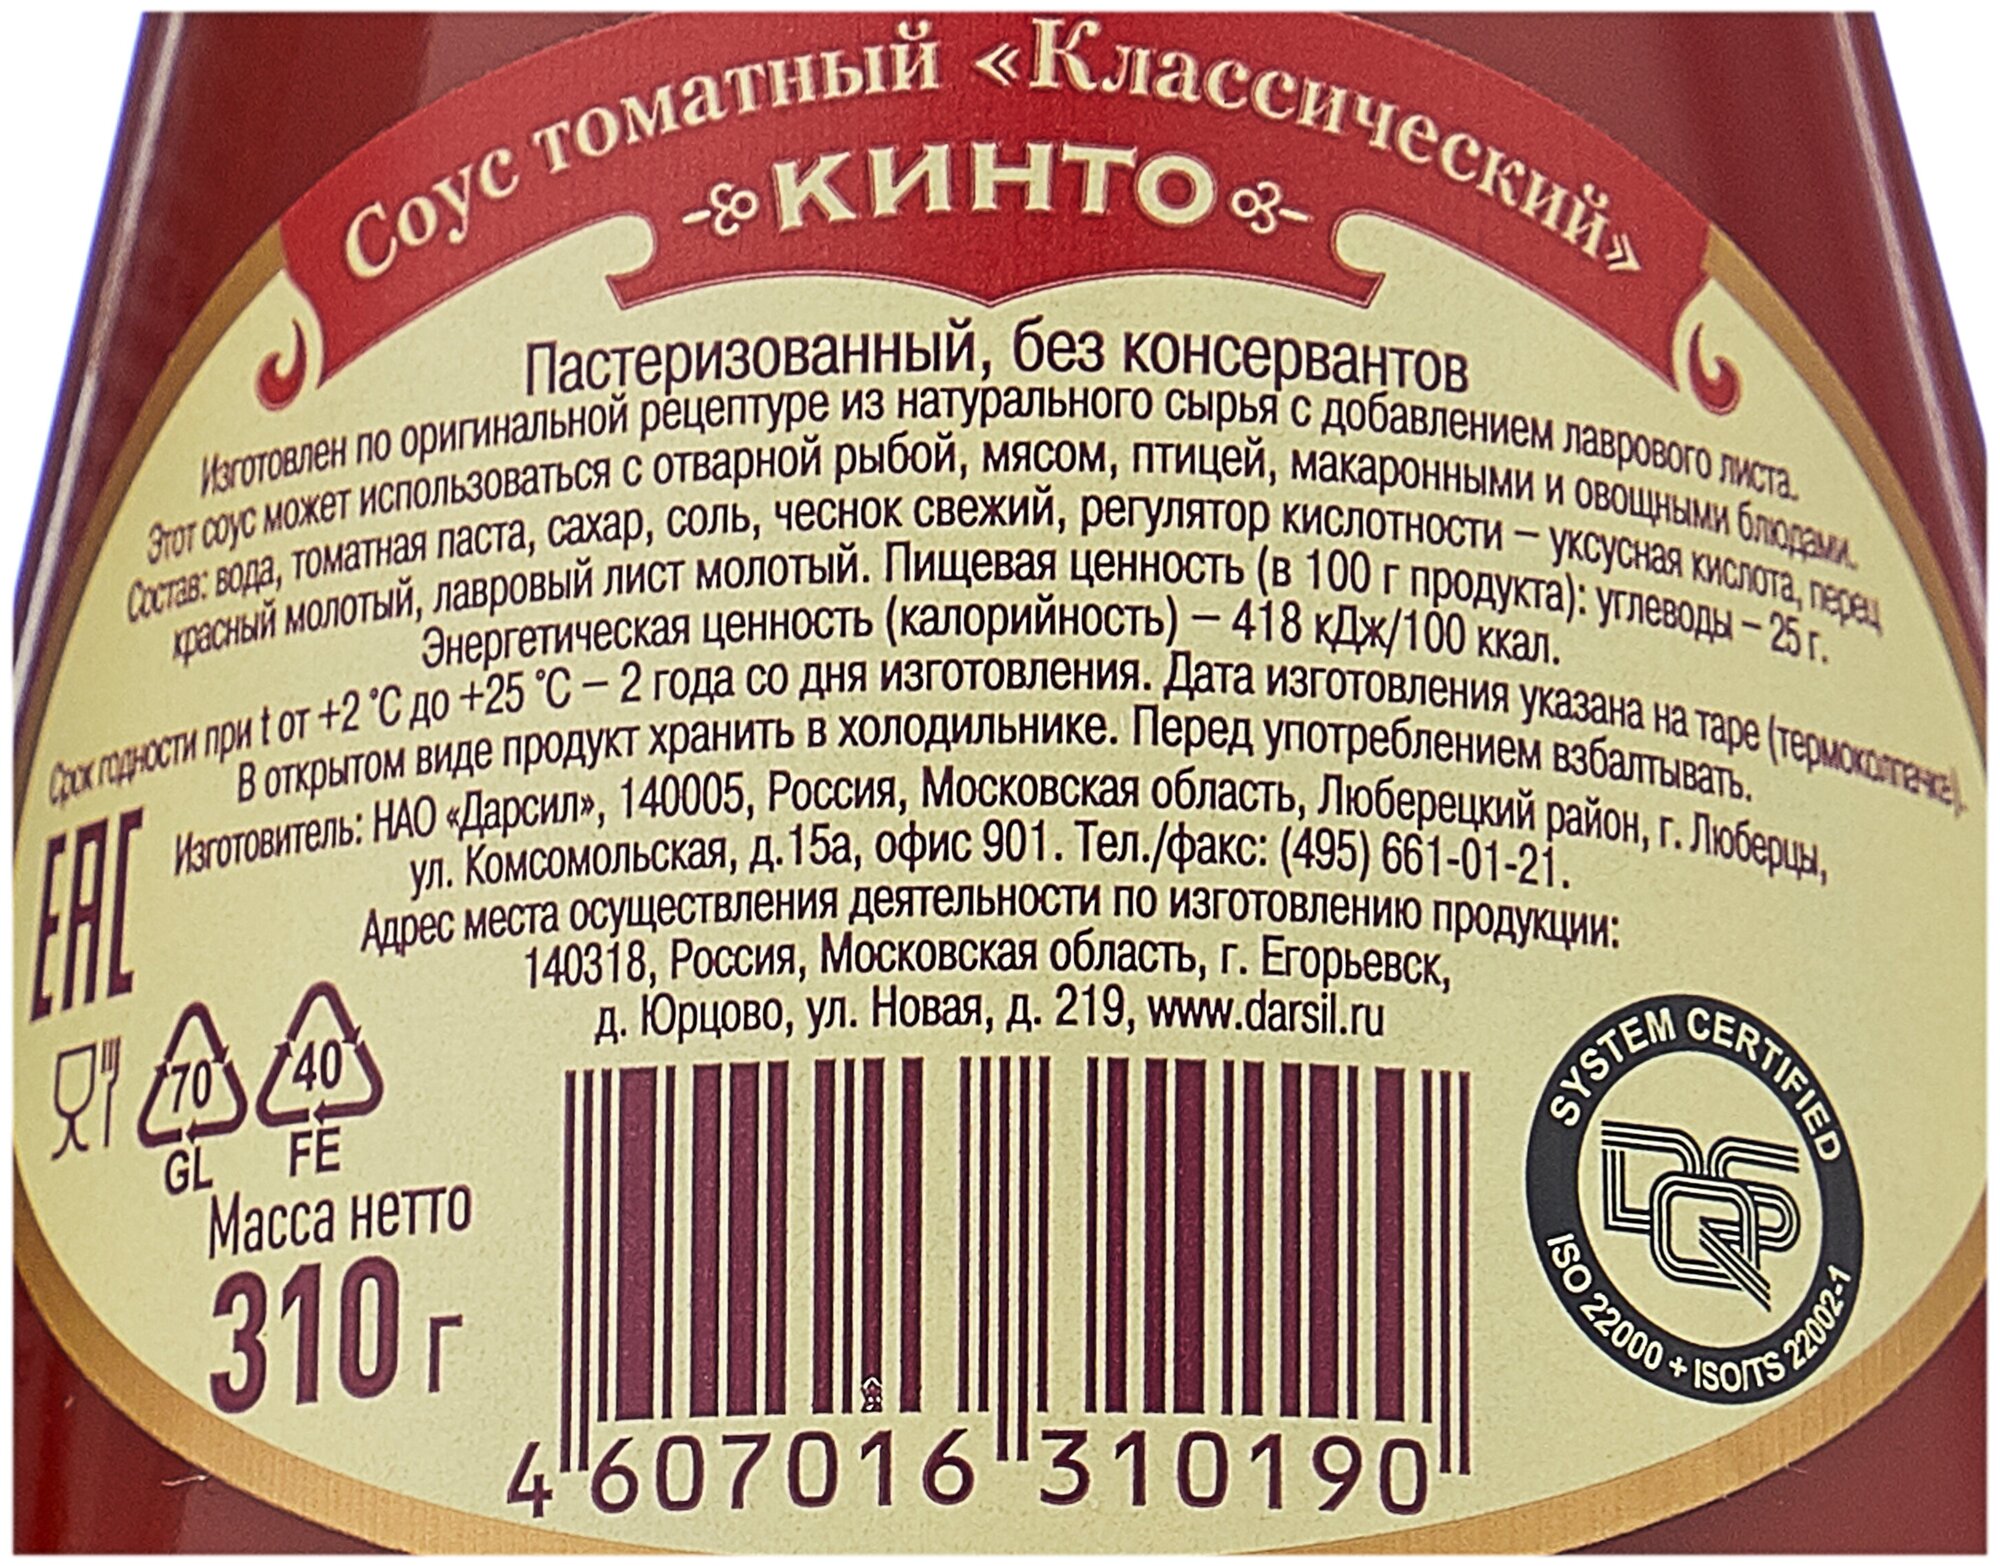 Соус томатный «Классический»
КИНТО
Пастеризованный, без консервантов
Изготовлен по оригинальной рецептуре из натурального сырья с добавлением лаврового листа.
Этот соус может использоваться с отварной рыбой, мясом, птицей, макаронными и овощными блюдами.
Состав: вода, томатная паста, сахар, соль, чеснок свежий, регулятор кислотности – уксусная кислота, перец
красный молотый, лавровый лист молотый. Пищевая ценность (в 100 г продукта): углеводы – 25 г.
Энергетическая ценность (калорийность) – 418 кДж/100 ккал.
Срок годности при t от +2 °С до +25 °С – 2 года со дня изготовления. Дата изготовления указана на таре (термоколпачке).
В открытом виде продукт хранить в холодильнике. Перед употреблением взбалтывать.
Изготовитель: НАО «Дарсил», 140005, Россия, Московская область, Люберецкий район, г. Люберцы,
ул. Комсомольская, д.15а, офис 901. Тел./факс: (495) 661-01-21.
Адрес места осуществления деятельности по изготовлению продукции:
140318, Россия, Московская область, г. Егорьевск,
д. Юрцово, ул. Новая, д. 219, www.darsil.ru
ЕАС
70
GL
40
FE
Масса нетто
310 г
4 607016 310190
SYSTEM CERTIFIED
DQS
ISO 22000 + ISO/TS 22002-1